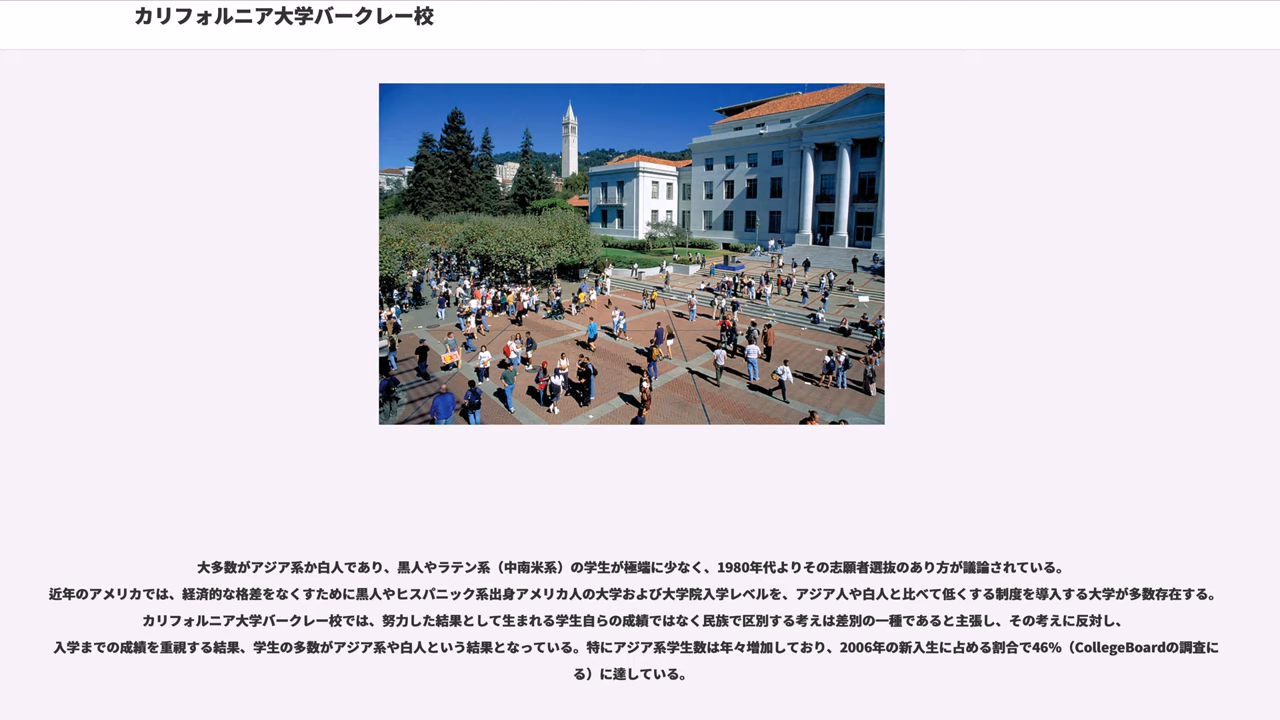 カリフォルニア大学バークレー校
大多数がアジア系か白人であり、黒人やラテン系（中南米系）の学生が極端に少なく、1980年代よりその志願者選抜のあり方が議論されている。
近年のアメリカでは、経済的な格差をなくすために黒人やヒスパニック系出身アメリカ人の大学および大学院入学レベルを、アジア人や白人と比べて低くする制度を導入する大学が多数存在する。
カリフォルニア大学バークレー校では、努力した結果として生まれる学生自らの成績ではなく民族で区別する考えは差別の一種であると主張し、その考えに反対し、
入学までの成績を重視する結果、学生の多数がアジア系や白人という結果となっている。特にアジア系学生数は年々増加しており、2006年の新入生に占める割合で46%（CollegeBoardの調査に
る）に達している。